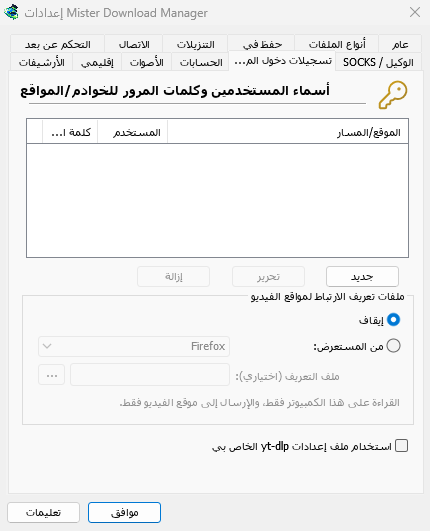 إعدادات Mister Download Manager
عام
أنواع الملفات
حفظ في
التنزيلات
الاتصال
التحكم عن بعد
الوكيل / SOCKS
تسجيلات دخول الم...
الحسابات
الأصوات
إقليمي
الأرشيفات
أسماء المستخدمين وكلمات المرور للخوادم/المواقع
الموقع/المسار
المستخدم
كلمة ا...
جديد
تحرير
إزالة
ملفات تعريف الارتباط لمواقع الفيديو
إيقاف
من المستعرض:
Firefox
ملف التعريف (اختياري):
...
القراءة على هذا الكمبيوتر فقط، والإرسال إلى موقع الفيديو فقط.
استخدام ملف إعدادات yt-dlp الخاص بي
موافق
تعليمات